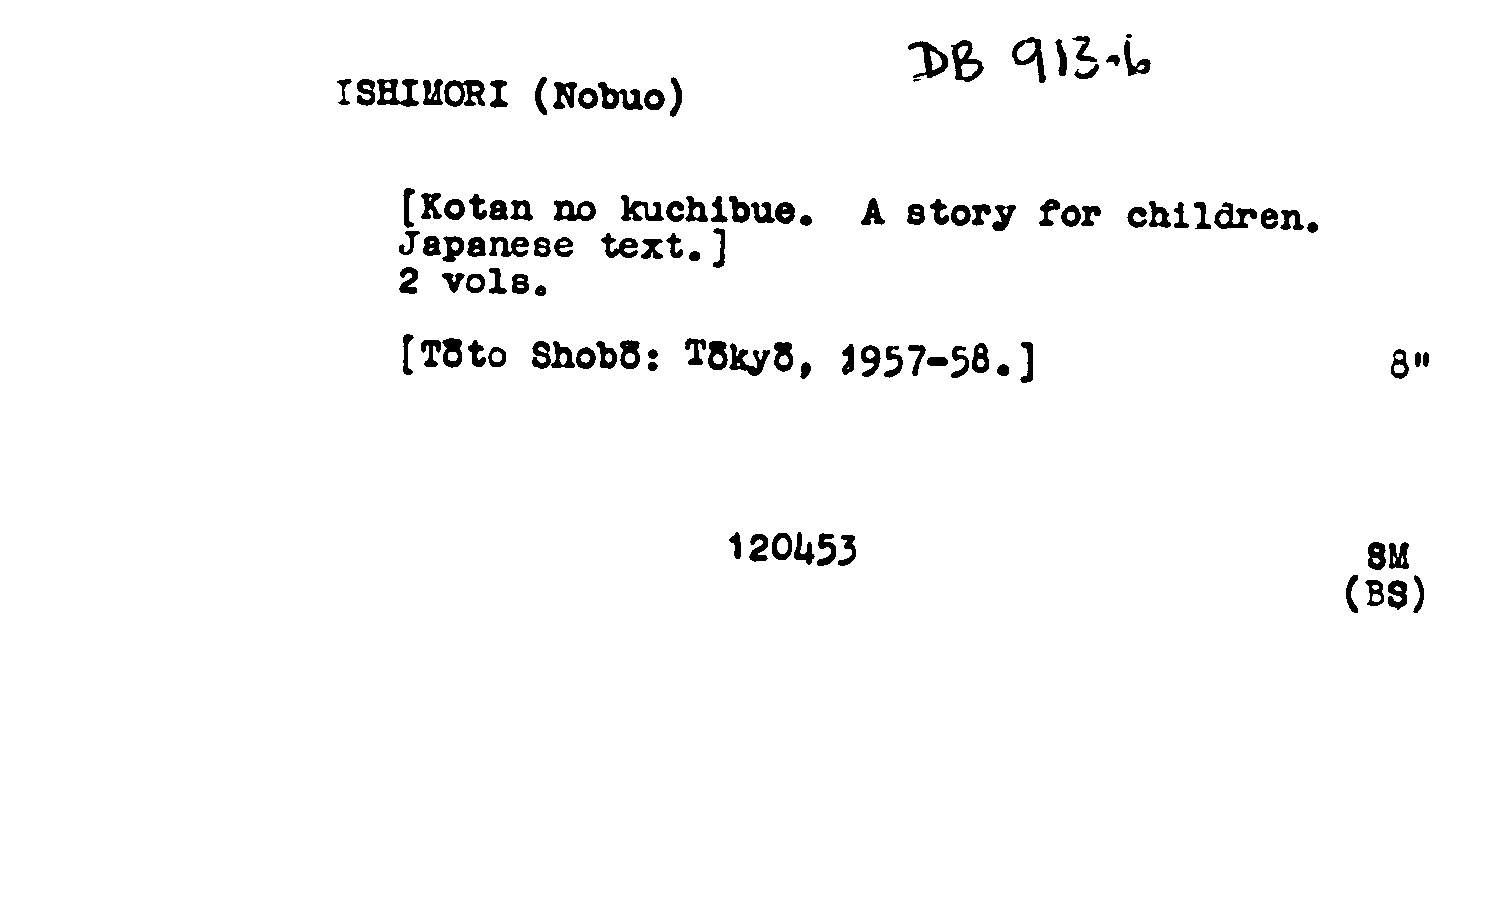 DB 913.6
ISHIMORI (Nobuo)
[Kotan no kuchibue. A story for children.
Japanese text.]
2 vols.
[Tōto Shobō: Tōkyō, 1957-58.] 8"
120453
SM
(BS)